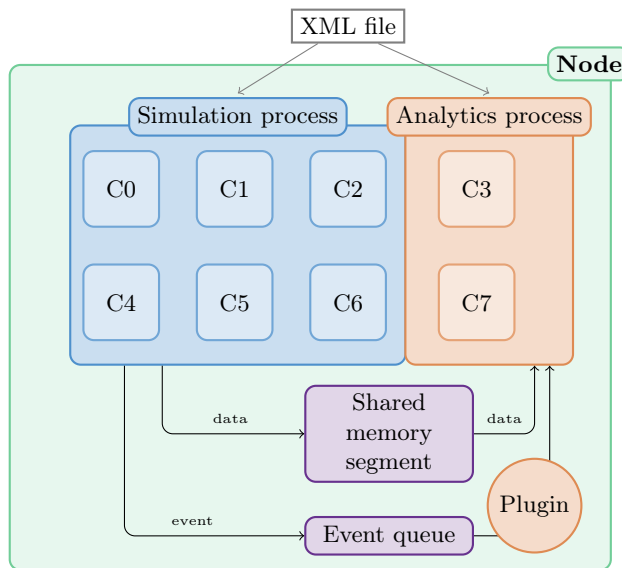 XML file
Node
Simulation process
Analytics process
C0
C1
C2
C3
C4
C5
C6
C7
data
Shared
memory
segment
data
event
Event queue
Plugin